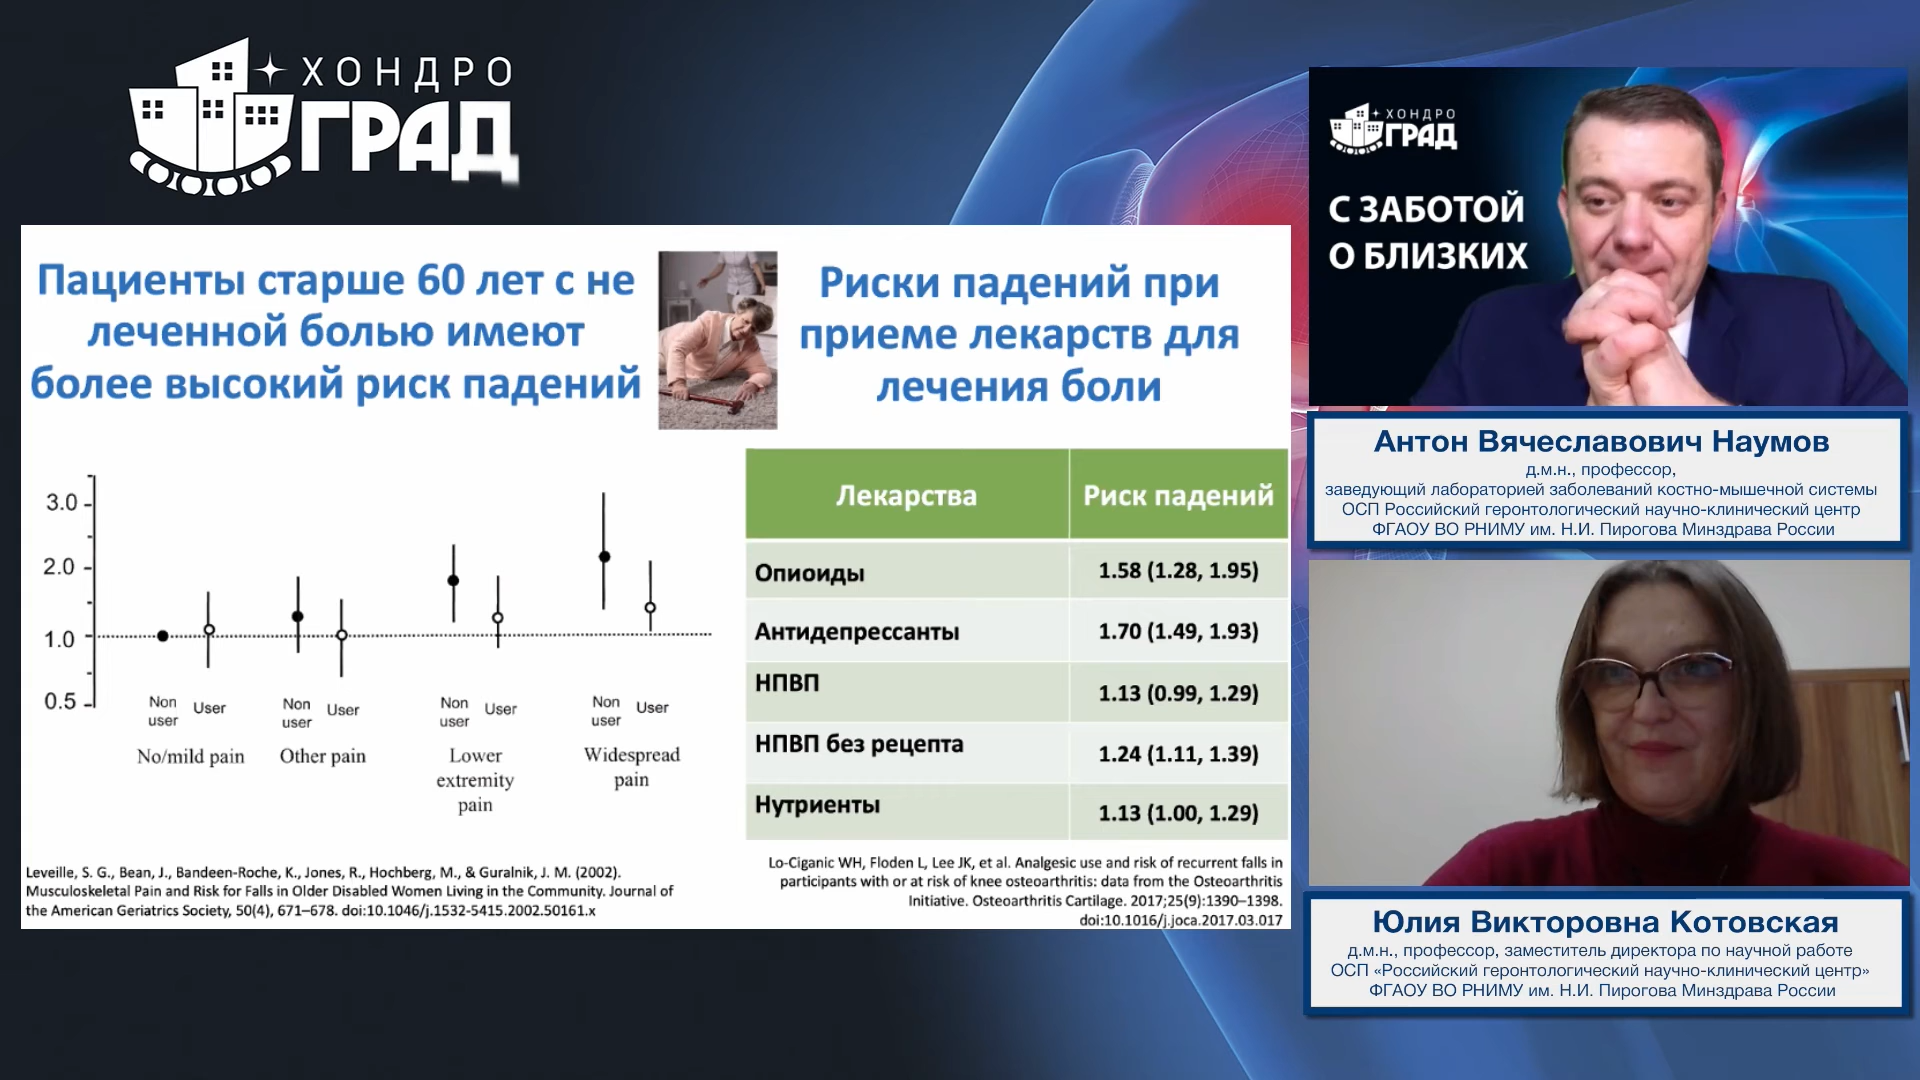 ХОНДРО
ГРАД
Пациенты старше 60 лет с не
леченной болью имеют
более высокий риск падений
Риски падений при
приеме лекарств для
лечения боли
3.0
2.0
1.0
0.5
Non user
User
Non user
User
Non user
User
Non user
User
No/mild pain
Other pain
Lower
extremity
pain
Widespread
pain
Лекарства Риск падений
Опиоиды 1.58 (1.28, 1.95)
Антидепрессанты 1.70 (1.49, 1.93)
НПВП 1.13 (0.99, 1.29)
НПВП без рецепта 1.24 (1.11, 1.39)
Нутриенты 1.13 (1.00, 1.29)
Leveille, S. G., Bean, J., Bandeen-Roche, K., Jones, R., Hochberg, M., & Guralnik, J. M. (2002).
Musculoskeletal Pain and Risk for Falls in Older Disabled Women Living in the Community. Journal of
the American Geriatrics Society, 50(4), 671–678. doi:10.1046/j.1532-5415.2002.50161.x
Lo-Ciganic WH, Floden L, Lee JK, et al. Analgesic use and risk of recurrent falls in
participants with or at risk of knee osteoarthritis: data from the Osteoarthritis
Initiative. Osteoarthritis Cartilage. 2017;25(9):1390–1398.
doi:10.1016/j.joca.2017.03.017
ХОНДРО
ГРАД
С ЗАБОТОЙ
О БЛИЗКИХ
Антон Вячеславович Наумов
д.м.н., профессор,
заведующий лабораторией заболеваний костно-мышечной системы
ОСП Российский геронтологический научно-клинический центр
ФГАОУ ВО РНИМУ им. Н.И. Пирогова Минздрава России
Юлия Викторовна Котовская
д.м.н., профессор, заместитель директора по научной работе
ОСП «Российский геронтологический научно-клинический центр»
ФГАОУ ВО РНИМУ им. Н.И. Пирогова Минздрава России